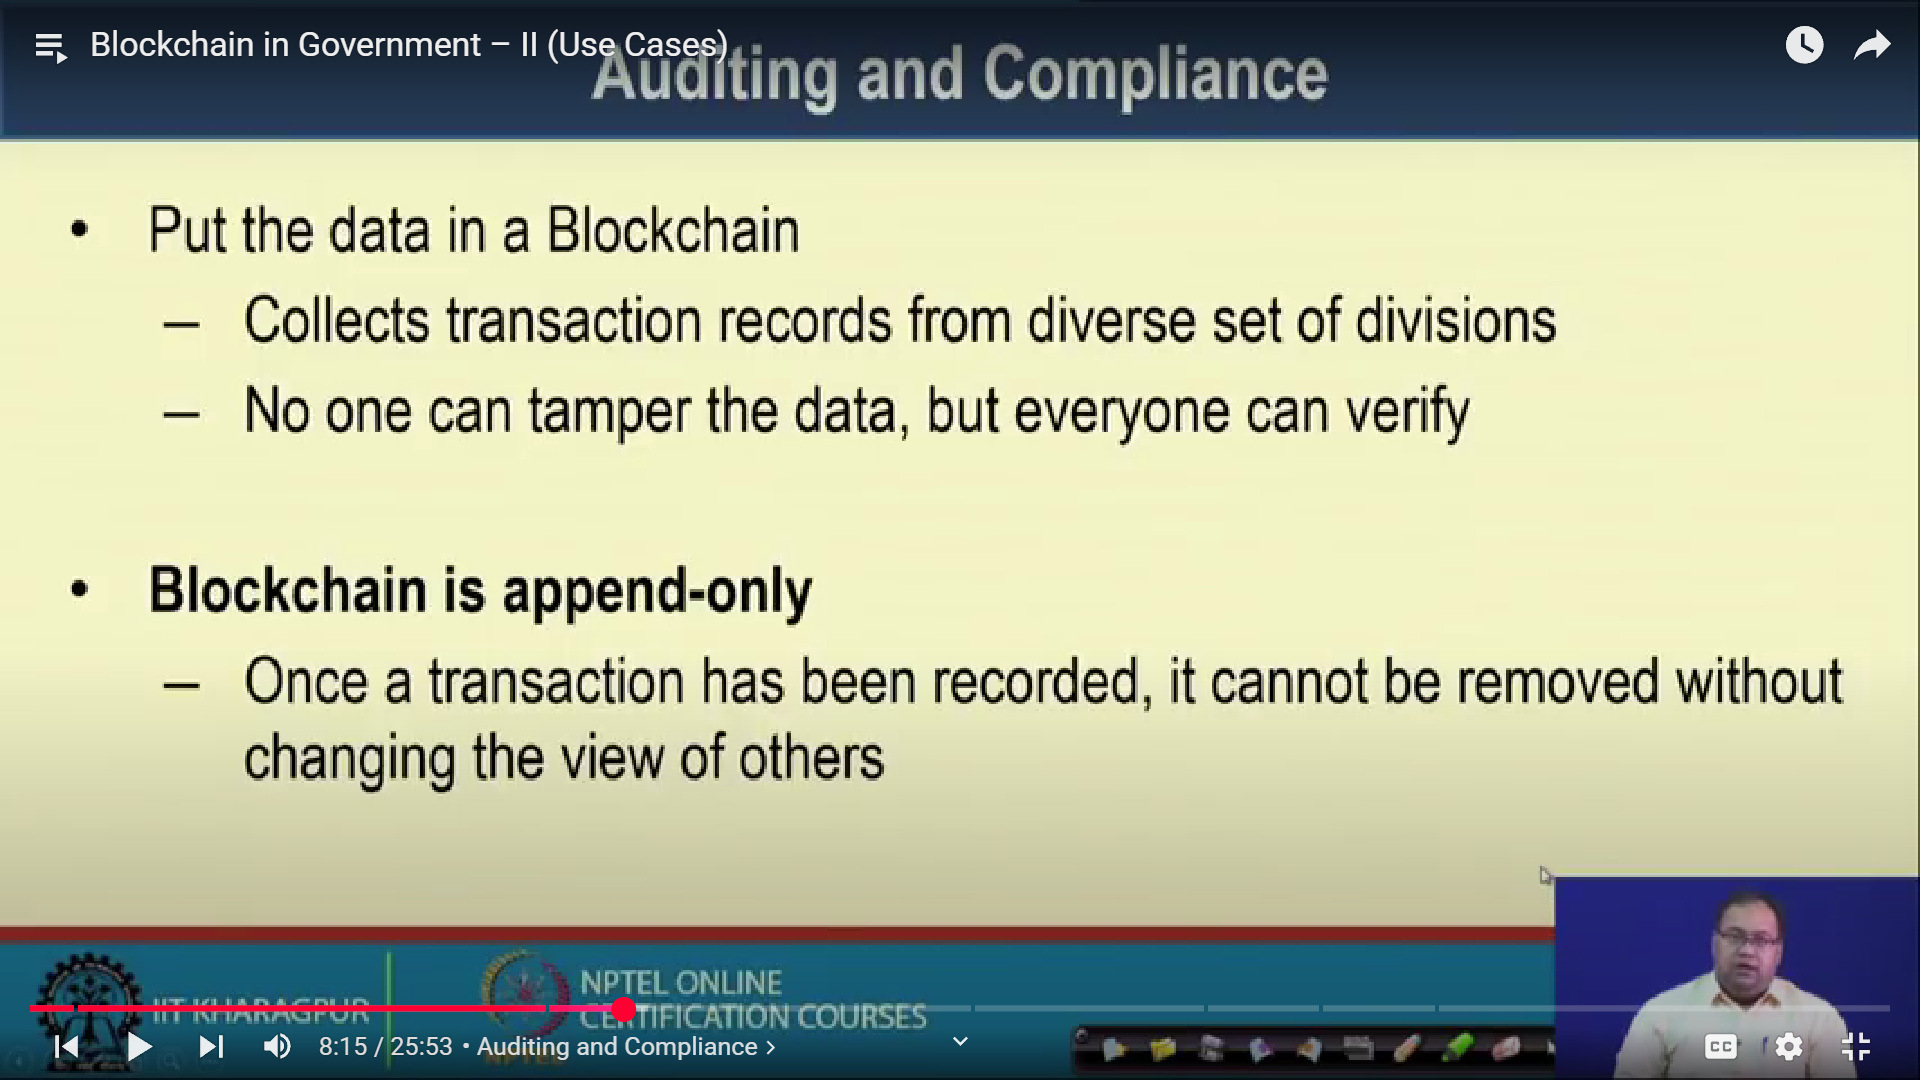 Blockchain in Government – II (Use Cases)
Auditing and Compliance
• Put the data in a Blockchain
– Collects transaction records from diverse set of divisions
– No one can tamper the data, but everyone can verify
• Blockchain is append-only
– Once a transaction has been recorded, it cannot be removed without
changing the view of others
IIT KHARAGPUR
NPTEL ONLINE
CERTIFICATION COURSES
NPTEL
8:15 / 25:53 • Auditing and Compliance >
CC